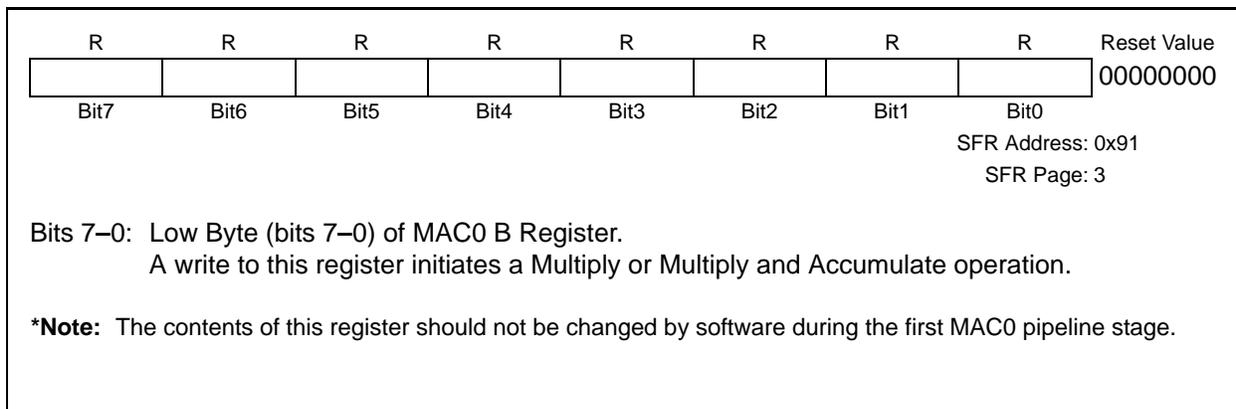 R R R R R R R R Reset Value
00000000
Bit7 Bit6 Bit5 Bit4 Bit3 Bit2 Bit1 Bit0
SFR Address: 0x91
SFR Page: 3
Bits 7–0: Low Byte (bits 7–0) of MAC0 B Register.
A write to this register initiates a Multiply or Multiply and Accumulate operation.
*Note: The contents of this register should not be changed by software during the first MAC0 pipeline stage.